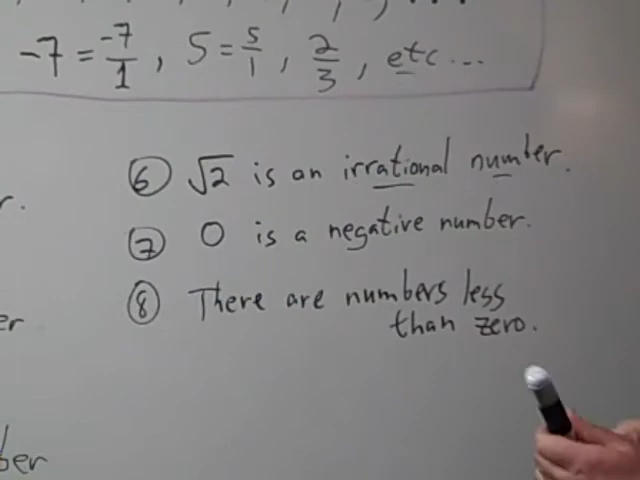 -7 = -7/1, 5 = 5/1, 2/3, etc...
⑥ √2 is an irrational number.
⑦ 0 is a negative number.
⑧ There are numbers less
than zero.